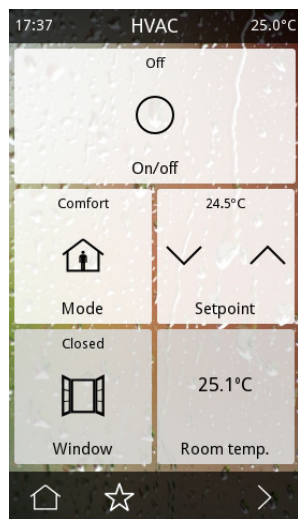 17:37 HVAC 25.0°C
Off
On/off
Comfort
Mode
24.5°C
Setpoint
Closed
Window
25.1°C
Room temp.